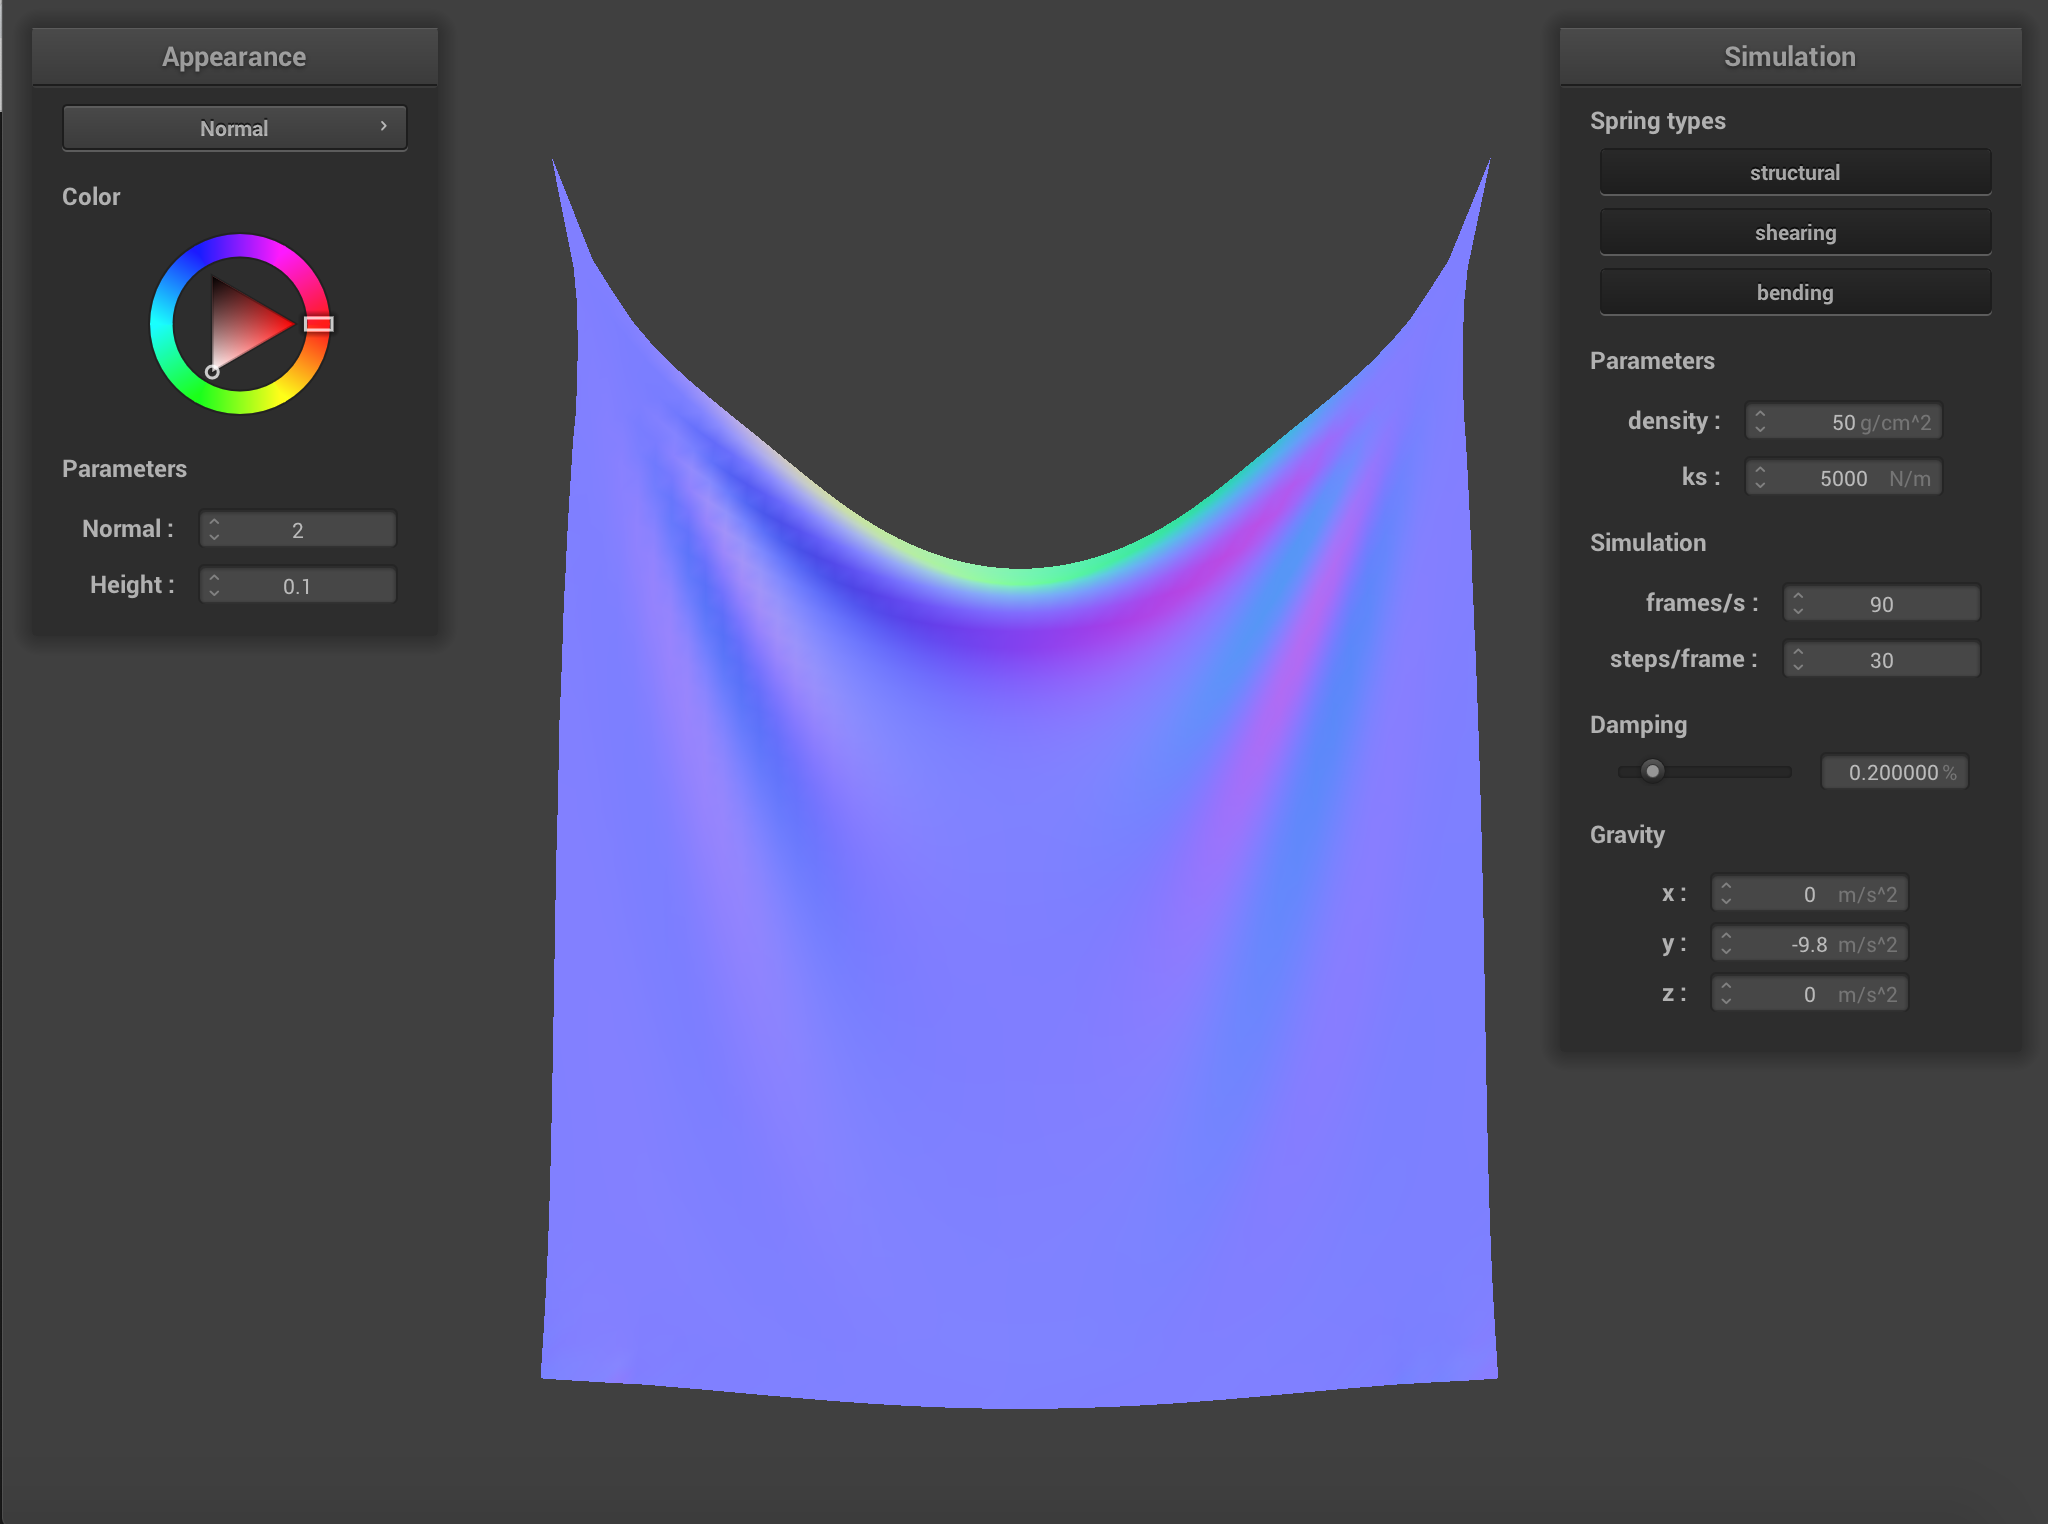 Appearance
Normal
Color
Parameters
Normal :
2
Height :
0.1
Simulation
Spring types
structural
shearing
bending
Parameters
density :
50 g/cm^2
ks :
5000 N/m
Simulation
frames/s :
90
steps/frame :
30
Damping
0.200000 %
Gravity
x :
0 m/s^2
y :
-9.8 m/s^2
z :
0 m/s^2